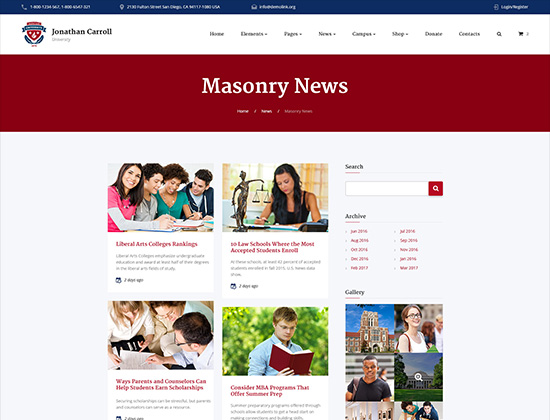 1-800-1234-567, 1-800-6547-321
2130 Fulton Street San Diego, CA 94117-1080 USA
info@demolink.org
Login/Register
Jonathan Carroll
University
Home Elements Pages News Campus Shop Donate Contacts
0
Masonry News
Home / News / Masonry News
Liberal Arts Colleges Rankings
Liberal Arts Colleges emphasizes undergraduate
education and award at least half of their degrees
in the liberal arts fields of study.
2 days ago
10 Law Schools Where the Most
Accepted Students Enroll
At these schools, at least 82 percent of accepted
students enrolled in fall 2015, U.S. News data
show.
2 days ago
Ways Parents and Counselors Can
Help Students Earn Scholarships
Securing scholarships can be stressful, but parents
and counselors can serve as a resource.
2 days ago
Consider MBA Programs That
Offer Summer Prep
Summer preparatory programs offered through
schools allow students to get a head start on
making connections and building skills.
Search
Archive
Jun 2016 Jul 2016
Aug 2016 Sep 2016
Oct 2016 Nov 2016
Dec 2016 Jan 2016
Feb 2017 Mar 2017
Gallery